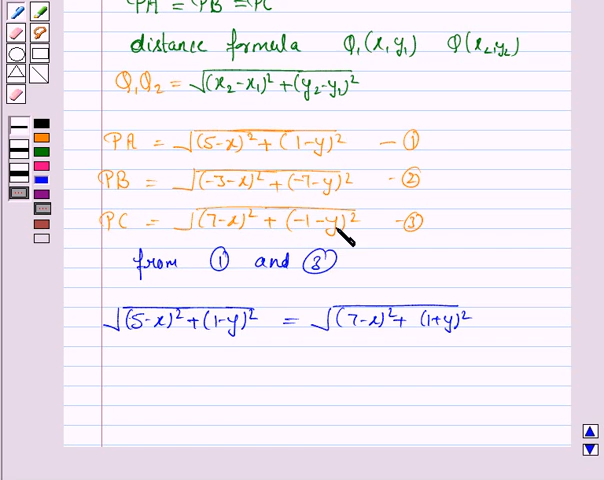 PA = PB = PC
distance formula Q₁(x,y₁) Q(x₂,y₂)
Q₁Q₂ = √(x₂-x₁)² + (y₂-y₁)²
PA = √(5-x)² + (1-y)² - ①
PB = √(-3-x)² + (-7-y)² - ②
PC = √(7-x)² + (-1-y)² - ③
from ① and ③
√(5-x)² + (1-y)² = √(7-x)² + (1+y)²